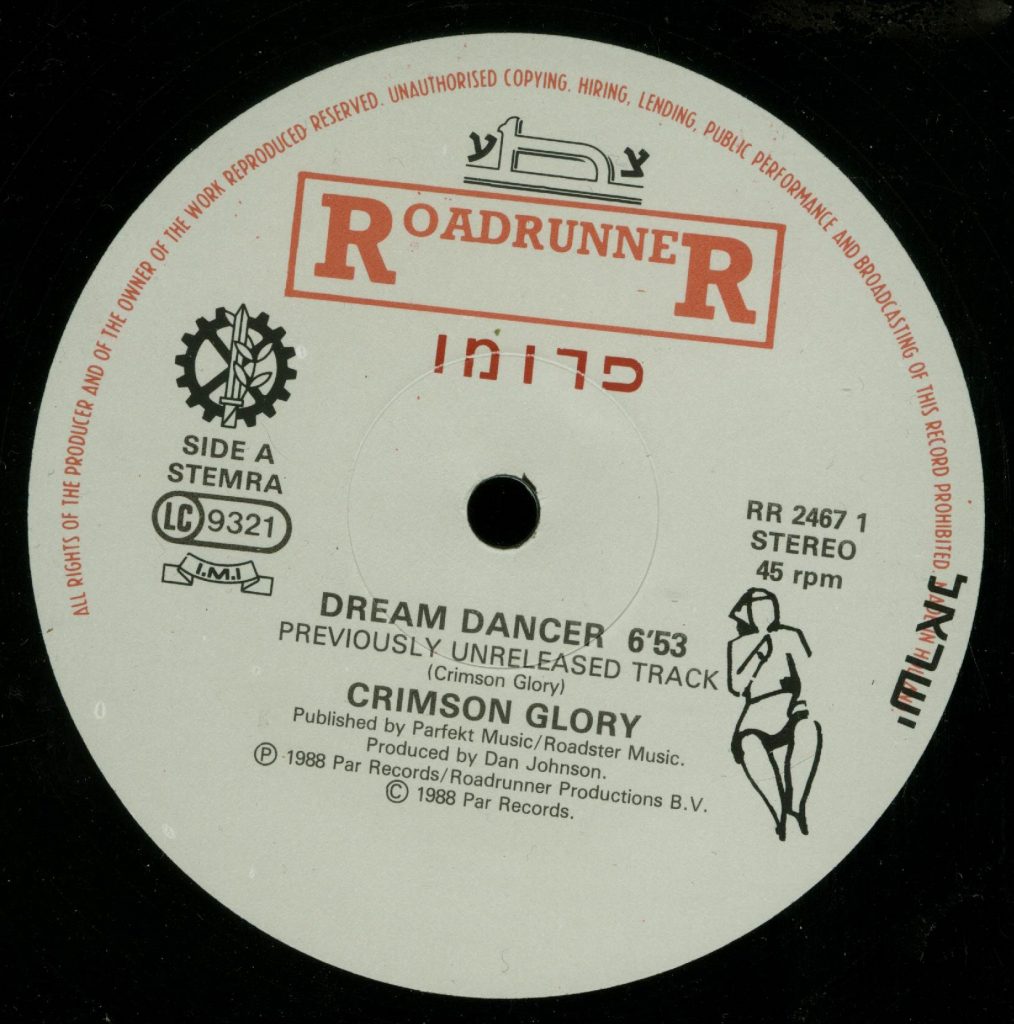 ALL RIGHTS OF THE PRODUCER AND OF THE OWNER OF THE WORK REPRODUCED RESERVED. UNAUTHORISED COPYING, HIRING, LENDING, PUBLIC PERFORMANCE AND BROADCASTING OF THIS RECORD PROHIBITED. MADE IN HOLLAND
ROADRUNNER
פרומו
SIDE A
STEMRA
LC 9321
I.M.I
RR 2467 1
STEREO
45 rpm
DREAM DANCER 6'53
PREVIOUSLY UNRELEASED TRACK
(Crimson Glory)
CRIMSON GLORY
Published by Parfekt Music/Roadster Music.
Produced by Dan Johnson.
Ⓟ 1988 Par Records/Roadrunner Productions B.V.
© 1988 Par Records.